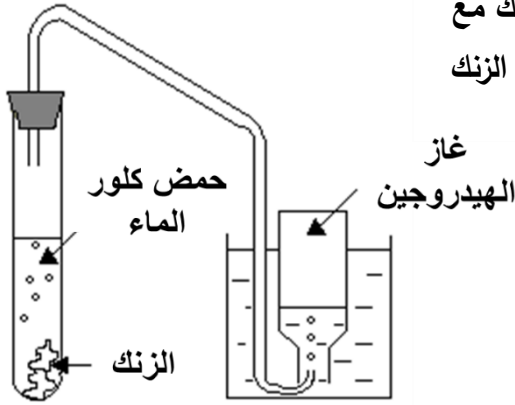 ك مع
الزنك
غاز
الهيدروجين
حمض كلور
الماء
الزنك